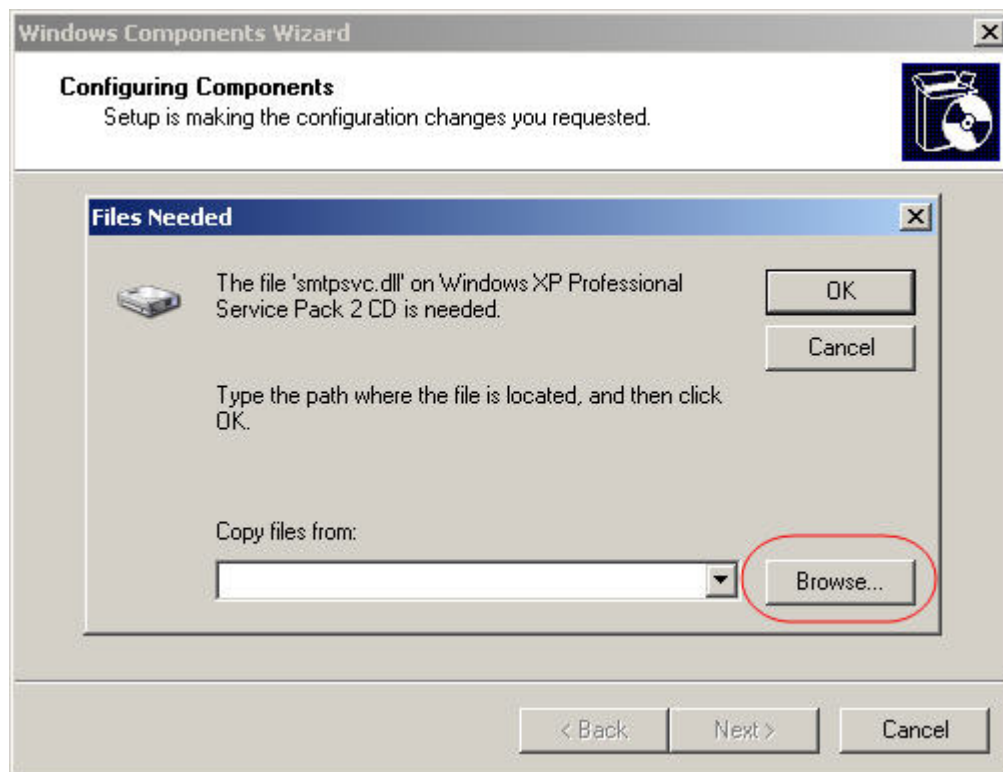 Windows Components Wizard
Configuring Components
Setup is making the configuration changes you requested.
Files Needed
The file 'smtpsvc.dll' on Windows XP Professional
Service Pack 2 CD is needed.
OK
Cancel
Type the path where the file is located, and then click
OK.
Copy files from:
Browse...
< Back
Next >
Cancel